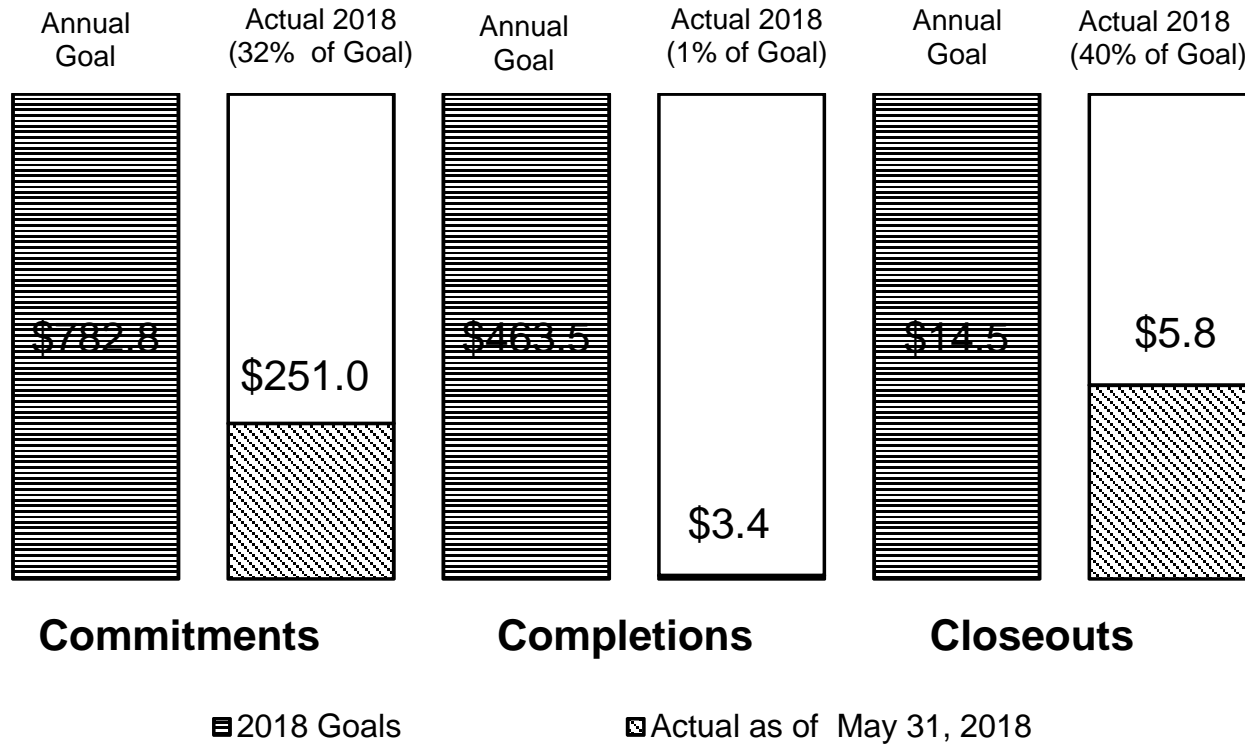 Annual
Goal
Actual 2018
(32% of Goal)
Annual
Goal
Actual 2018
(1% of Goal)
Annual
Goal
Actual 2018
(40% of Goal)
$782.8
$251.0
$463.5
$3.4
$14.5
$5.8
Commitments
Completions
Closeouts
2018 Goals
Actual as of May 31, 2018